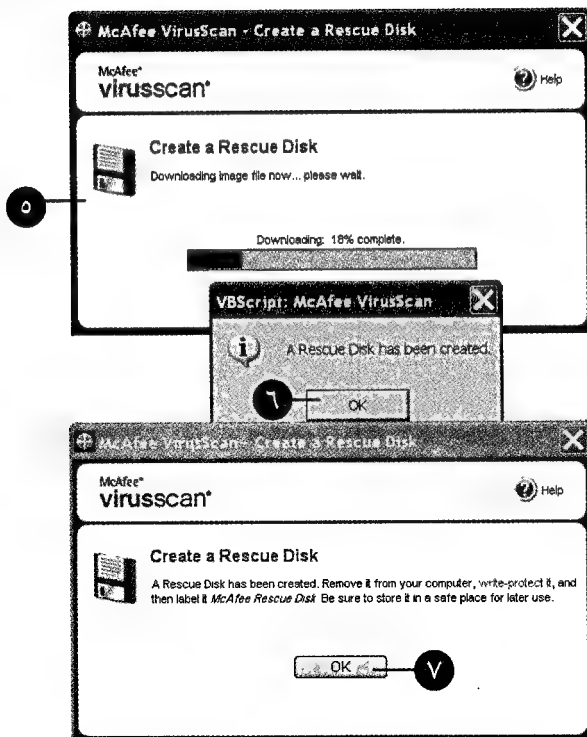 McAfee VirusScan - Create a Rescue Disk
McAfee®
virusscan®
Help
Create a Rescue Disk
Downloading image file now... please wait.
٥
Downloading: 18% complete.
VBScript: McAfee VirusScan
A Rescue Disk has been created.
٦
OK
McAfee VirusScan - Create a Rescue Disk
McAfee®
virusscan®
Help
Create a Rescue Disk
A Rescue Disk has been created. Remove it from your computer, write-protect it, and
then label it McAfee Rescue Disk. Be sure to store it in a safe place for later use.
OK
٧